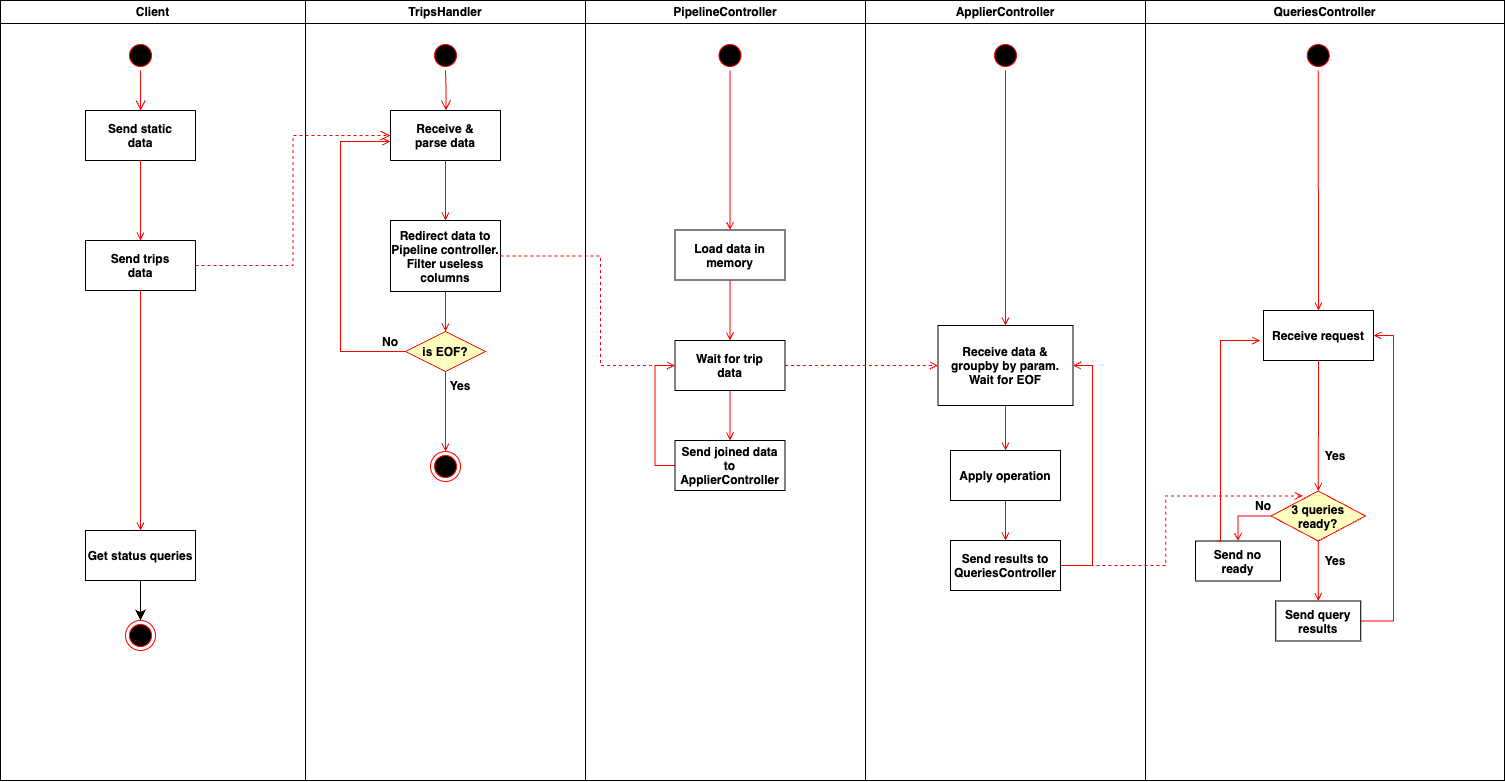 Client
TripsHandler
PipelineController
ApplierController
QueriesController
Send static
data
Send trips
data
Get status queries
Receive &
parse data
Redirect data to
Pipeline controller.
Filter useless
columns
No
is EOF?
Yes
Load data in
memory
Wait for trip
data
Send joined data
to
ApplierController
Receive data &
groupby by param.
Wait for EOF
Apply operation
Send results to
QueriesController
Receive request
Yes
No
3 queries
ready?
Send no
ready
Yes
Send query
results